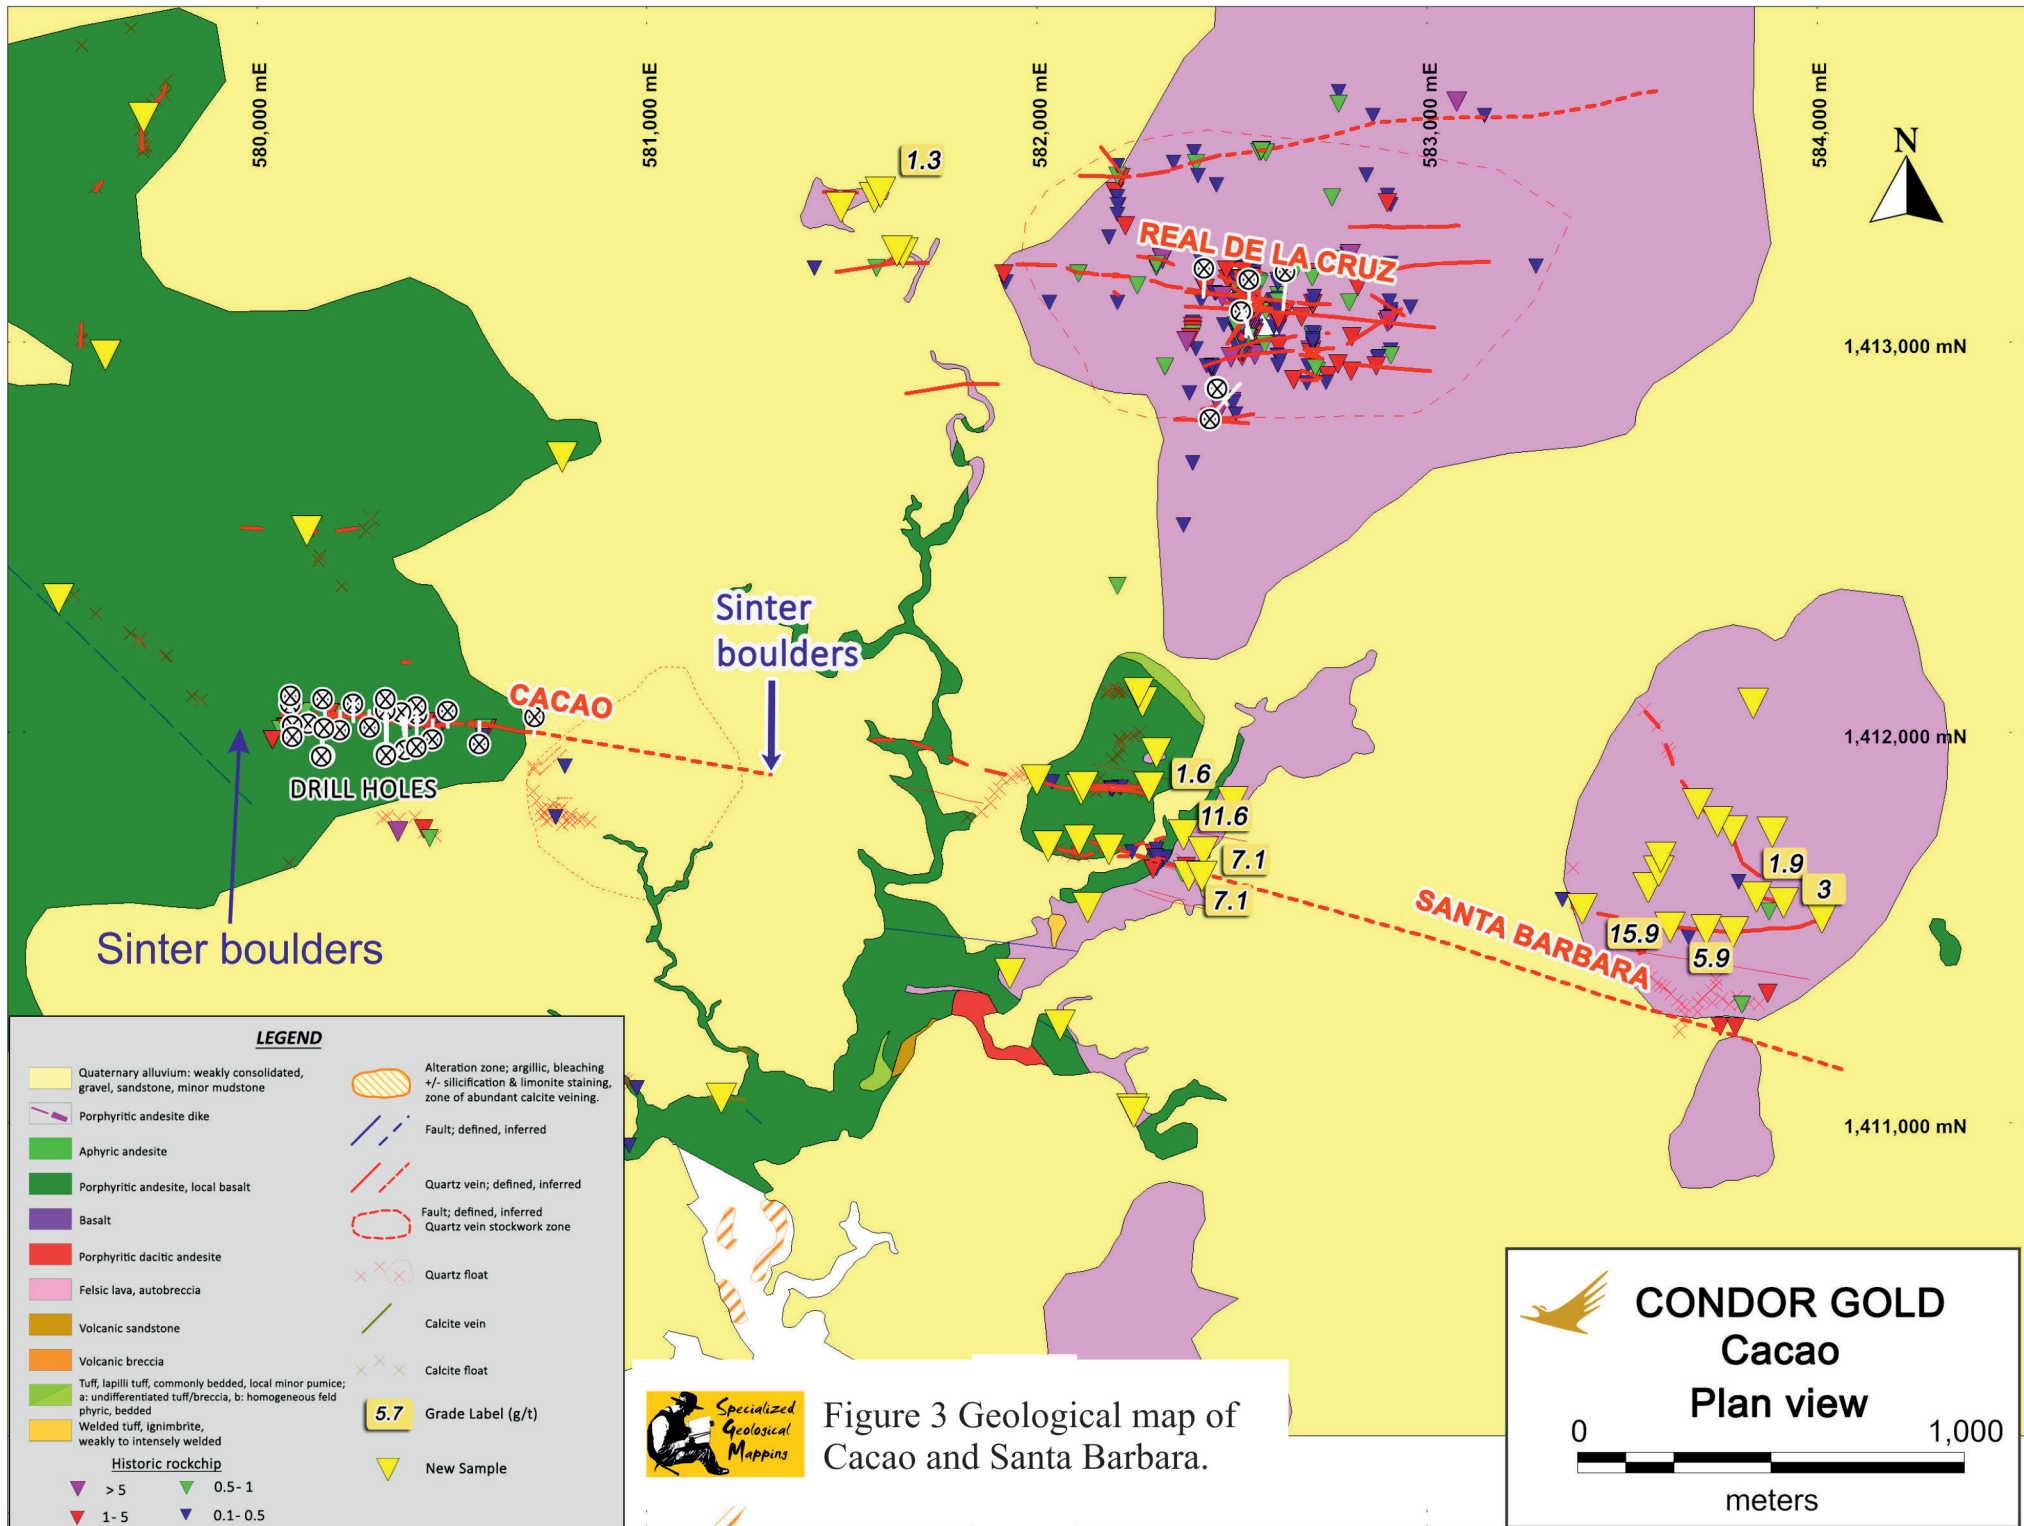 580,000 mE
581,000 mE
582,000 mE
583,000 mE
584,000 mE
N
1.3
REAL DE LA CRUZ
1,413,000 mN
Sinter
boulders
CACAO
1,412,000 mN
DRILL HOLES
1.6
11.6
7.1
7.1
1.9
3
SANTA BARBARA
15.9
5.9
Sinter boulders
1,411,000 mN
LEGEND
Quaternary alluvium: weakly consolidated,
gravel, sandstone, minor mudstone
Porphyritic andesite dike
Aphyric andesite
Porphyritic andesite, local basalt
Basalt
Porphyritic dacitic andesite
Felsic lava, autobreccia
Volcanic sandstone
Volcanic breccia
Tuff, lapilli tuff, commonly bedded, local minor pumice;
a: undifferentiated tuff/breccia, b: homogeneous feld
phyric, bedded
Welded tuff, ignimbrite,
weakly to intensely welded
Historic rockchip
> 5
0.5- 1
1- 5
0.1- 0.5
Alteration zone; argillic, bleaching
+/- silicification & limonite staining,
zone of abundant calcite veining.
Fault; defined, inferred
Quartz vein; defined, inferred
Fault; defined, inferred
Quartz vein stockwork zone
Quartz float
Calcite vein
Calcite float
5.7 Grade Label (g/t)
New Sample
Specialized
Geological
Mapping
Figure 3 Geological map of
Cacao and Santa Barbara.
CONDOR GOLD
Cacao
Plan view
0 1,000
meters